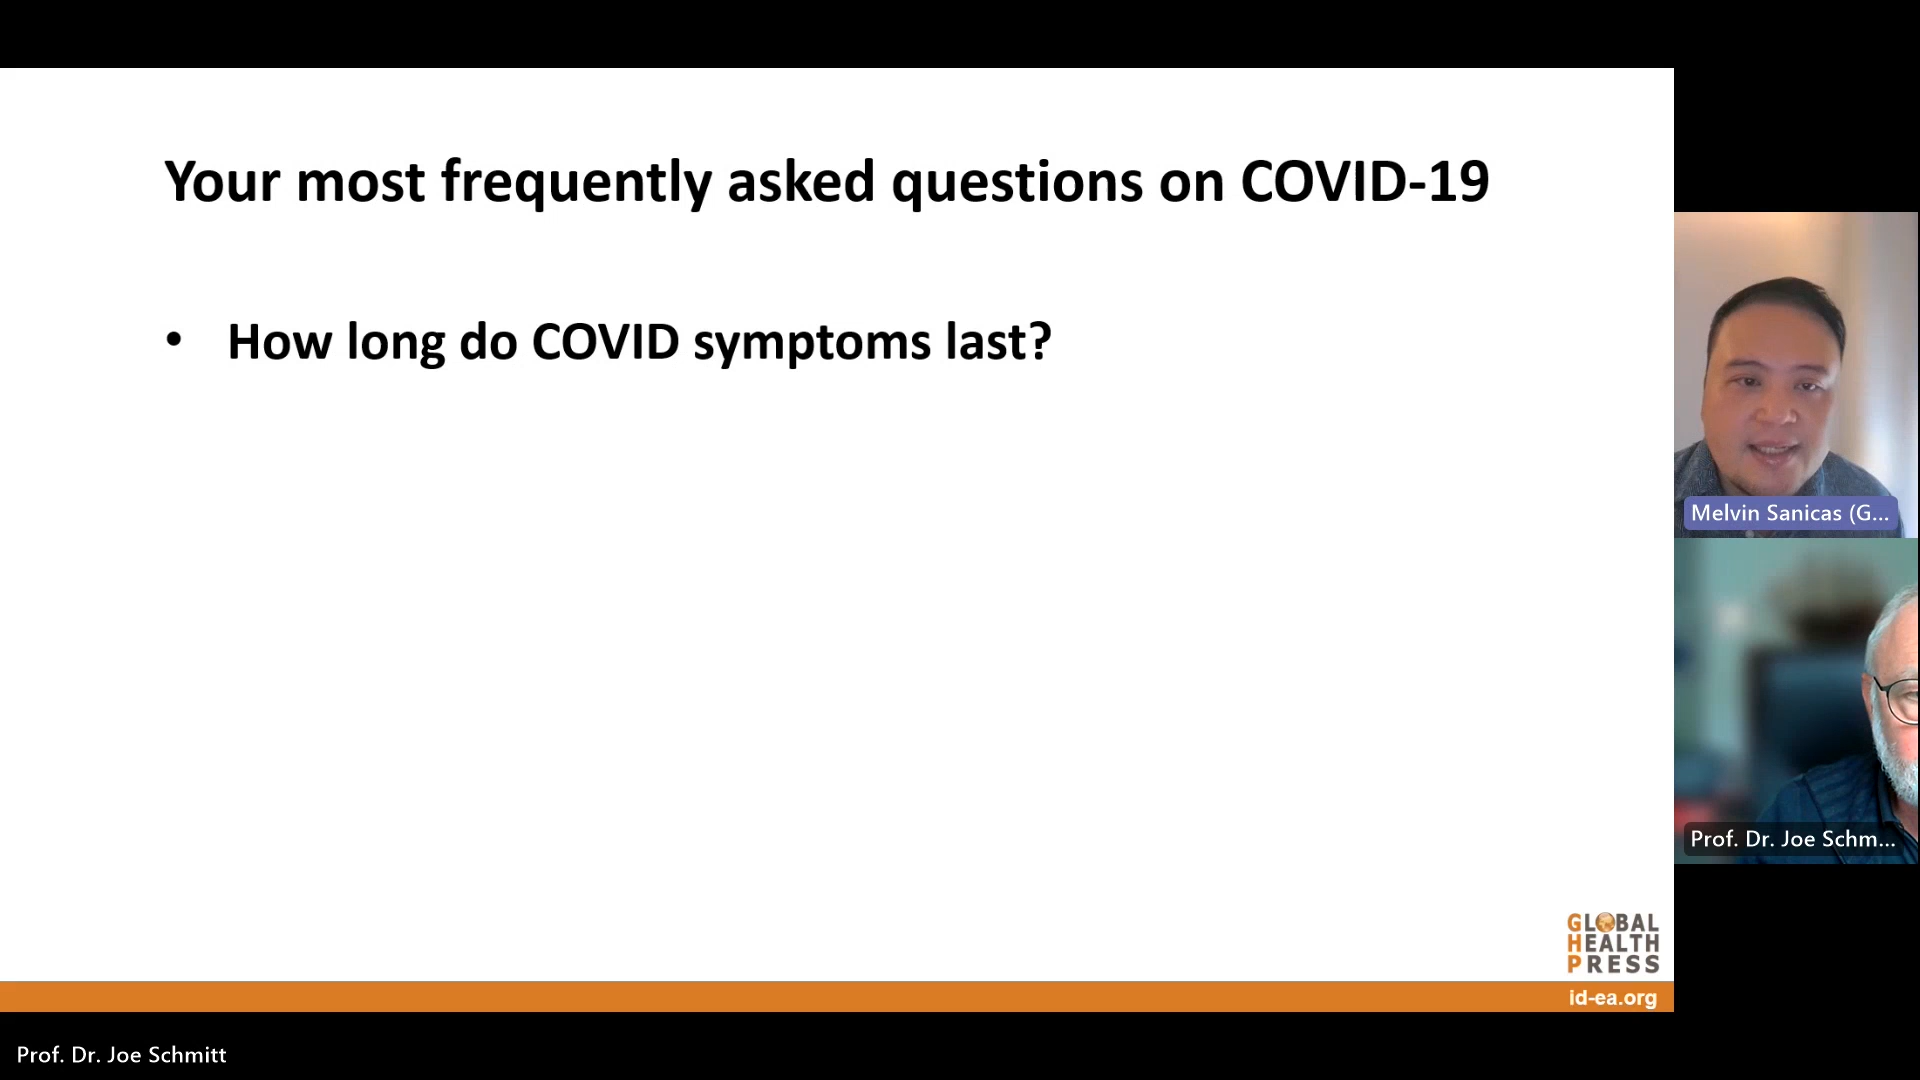 Your most frequently asked questions on COVID-19
• How long do COVID symptoms last?
Melvin Sanicas (G...
Prof. Dr. Joe Schm...
GLOBAL
HEALTH
PRESS
id-ea.org
Prof. Dr. Joe Schmitt